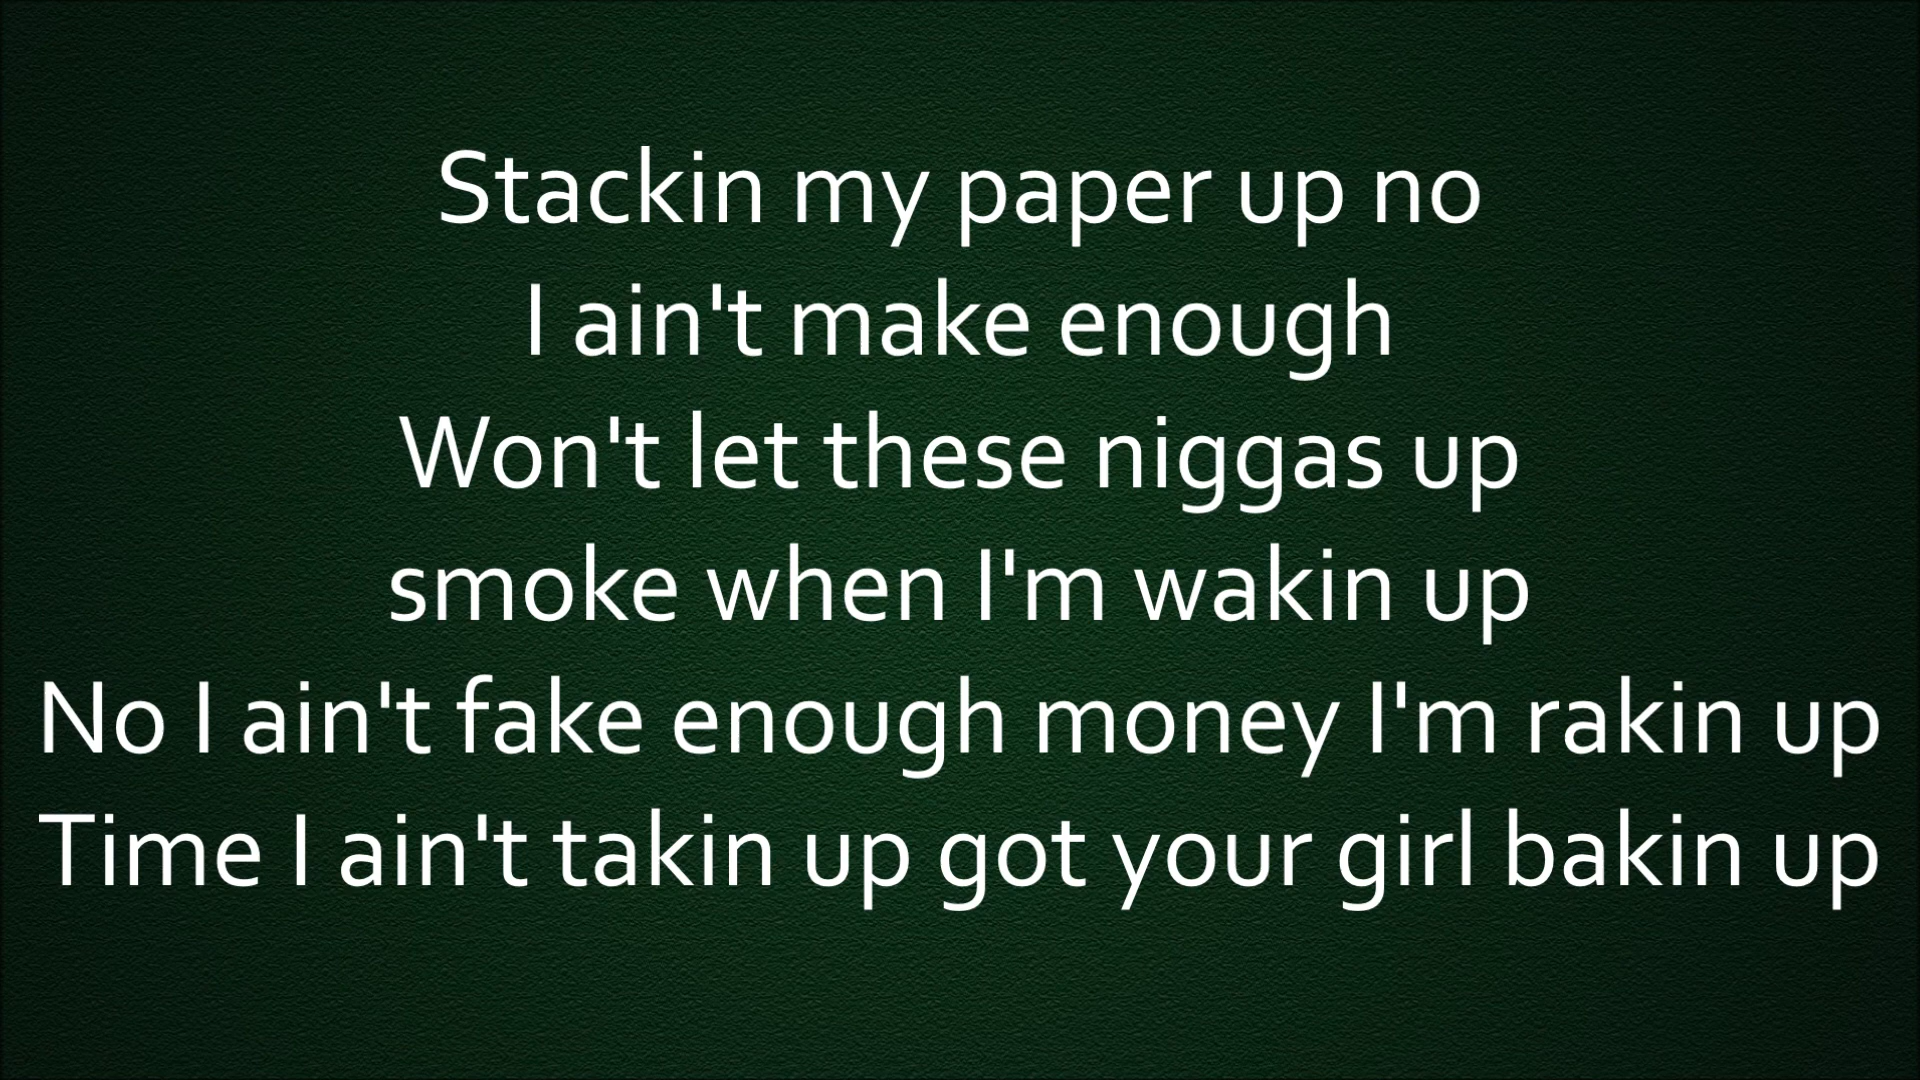 Stackin my paper up no
I ain't make enough
Won't let these niggas up
smoke when I'm wakin up
No I ain't fake enough money I'm rakin up
Time I ain't takin up got your girl bakin up